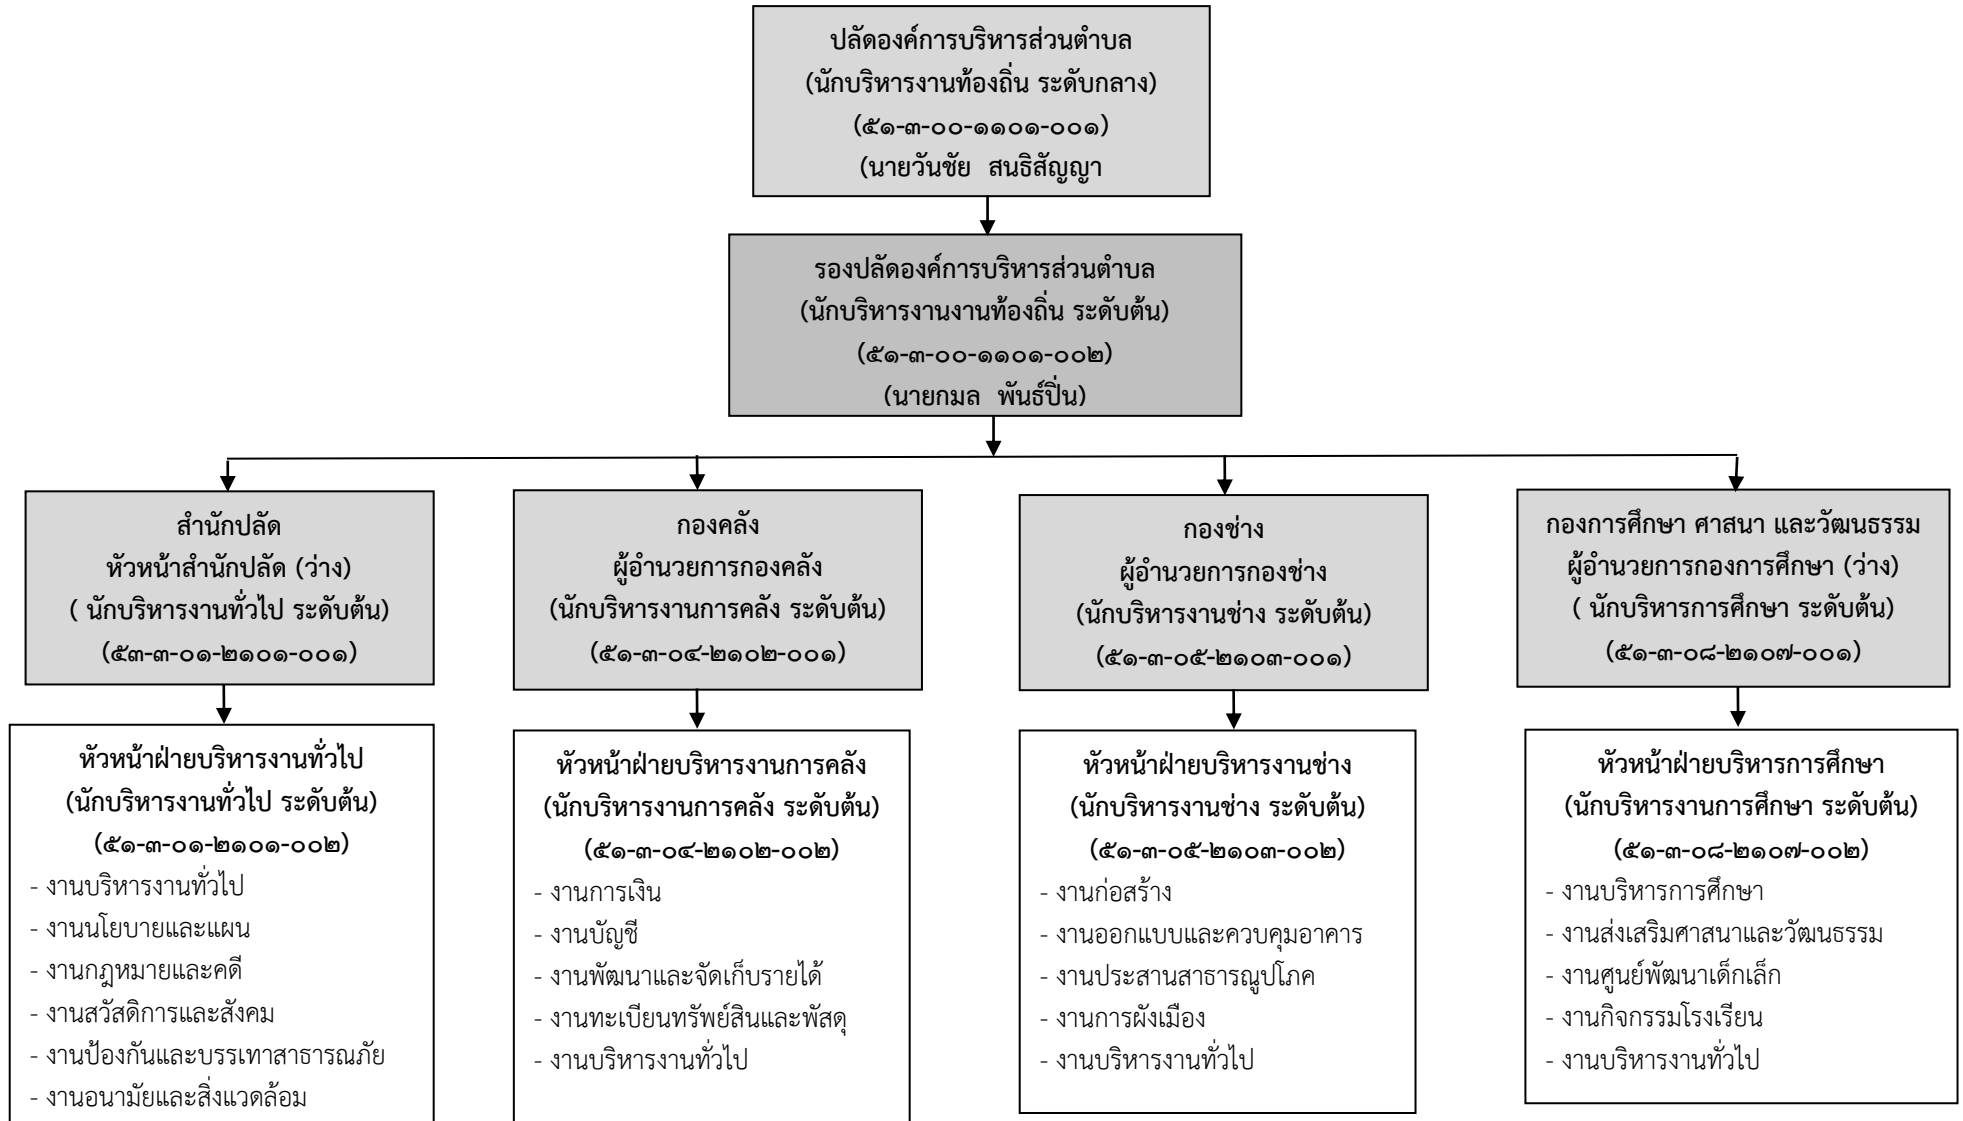 ปลัดองค์การบริหารส่วนตำบล
(นักบริหารงานท้องถิ่น ระดับกลาง)
(๕๑-๓-๐๐-๑๑๐๑-๐๐๑)
(นายวันชัย สนธิสัญญา
รองปลัดองค์การบริหารส่วนตำบล
(นักบริหารงานงานท้องถิ่น ระดับต้น)
(๕๑-๓-๐๐-๑๑๐๑-๐๐๒)
(นายกมล พันธ์ปิ่น)
สำนักปลัด
หัวหน้าสำนักปลัด (ว่าง)
( นักบริหารงานทั่วไป ระดับต้น)
(๕๓-๓-๐๑-๒๑๐๑-๐๐๑)
กองคลัง
ผู้อำนวยการกองคลัง
(นักบริหารงานการคลัง ระดับต้น)
(๕๑-๓-๐๔-๒๑๐๒-๐๐๑)
กองช่าง
ผู้อำนวยการกองช่าง
(นักบริหารงานช่าง ระดับต้น)
(๕๑-๓-๐๕-๒๑๐๓-๐๐๑)
กองการศึกษา ศาสนา และวัฒนธรรม
ผู้อำนวยการกองการศึกษา (ว่าง)
( นักบริหารการศึกษา ระดับต้น)
(๕๑-๓-๐๘-๒๑๐๗-๐๐๑)
หัวหน้าฝ่ายบริหารงานทั่วไป
(นักบริหารงานทั่วไป ระดับต้น)
(๕๑-๓-๐๑-๒๑๐๑-๐๐๒)
- งานบริหารงานทั่วไป
- งานนโยบายและแผน
- งานกฎหมายและคดี
- งานสวัสดิการและสังคม
- งานป้องกันและบรรเทาสาธารณภัย
- งานอนามัยและสิ่งแวดล้อม
หัวหน้าฝ่ายบริหารงานการคลัง
(นักบริหารงานการคลัง ระดับต้น)
(๕๑-๓-๐๔-๒๑๐๒-๐๐๒)
- งานการเงิน
- งานบัญชี
- งานพัฒนาและจัดเก็บรายได้
- งานทะเบียนทรัพย์สินและพัสดุ
- งานบริหารงานทั่วไป
หัวหน้าฝ่ายบริหารงานช่าง
(นักบริหารงานช่าง ระดับต้น)
(๕๑-๓-๐๕-๒๑๐๓-๐๐๒)
- งานก่อสร้าง
- งานออกแบบและควบคุมอาคาร
- งานประสานสาธารณูปโภค
- งานการผังเมือง
- งานบริหารงานทั่วไป
หัวหน้าฝ่ายบริหารการศึกษา
(นักบริหารงานการศึกษา ระดับต้น)
(๕๑-๓-๐๘-๒๑๐๗-๐๐๒)
- งานบริหารการศึกษา
- งานส่งเสริมศาสนาและวัฒนธรรม
- งานศูนย์พัฒนาเด็กเล็ก
- งานกิจกรรมโรงเรียน
- งานบริหารงานทั่วไป